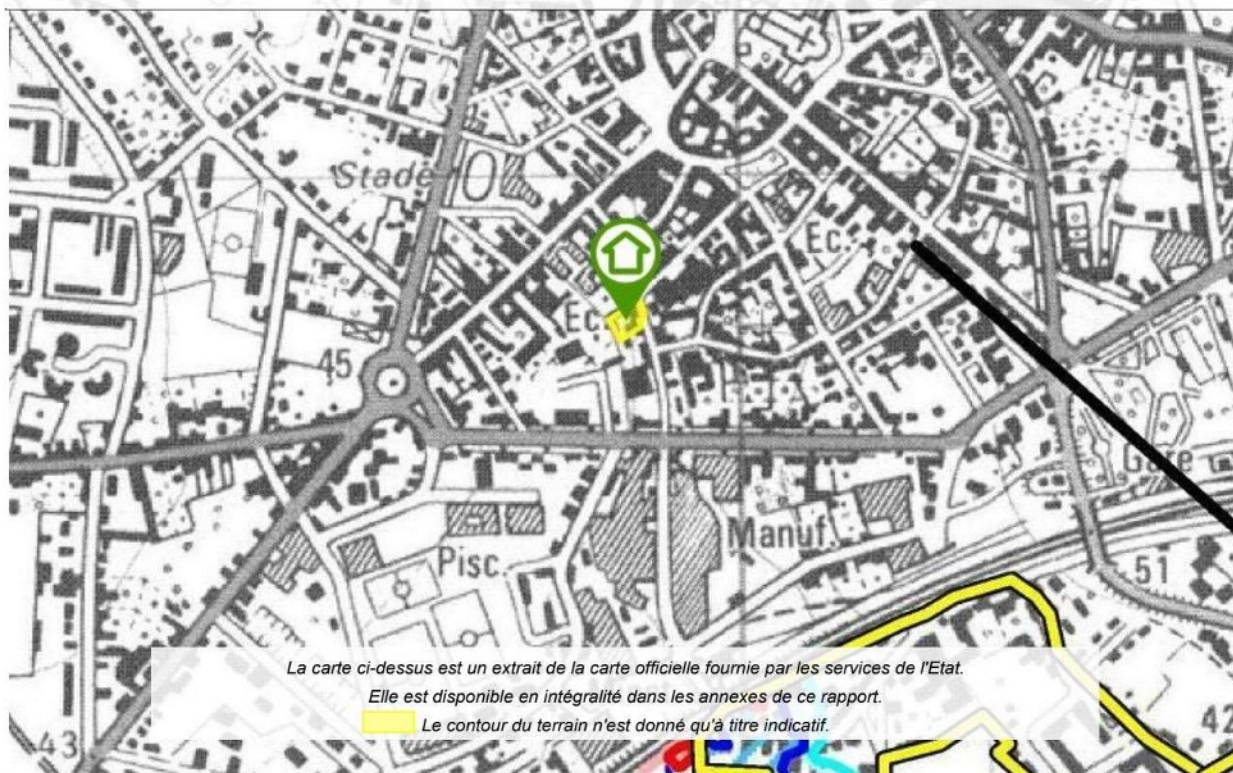 Stade
Ec.
Ec.
45
Gare
Manuf.
Pisc.
51
La carte ci-dessus est un extrait de la carte officielle fournie par les services de l'Etat.
Elle est disponible en intégralité dans les annexes de ce rapport.
Le contour du terrain n'est donné qu'à titre indicatif.
42
43